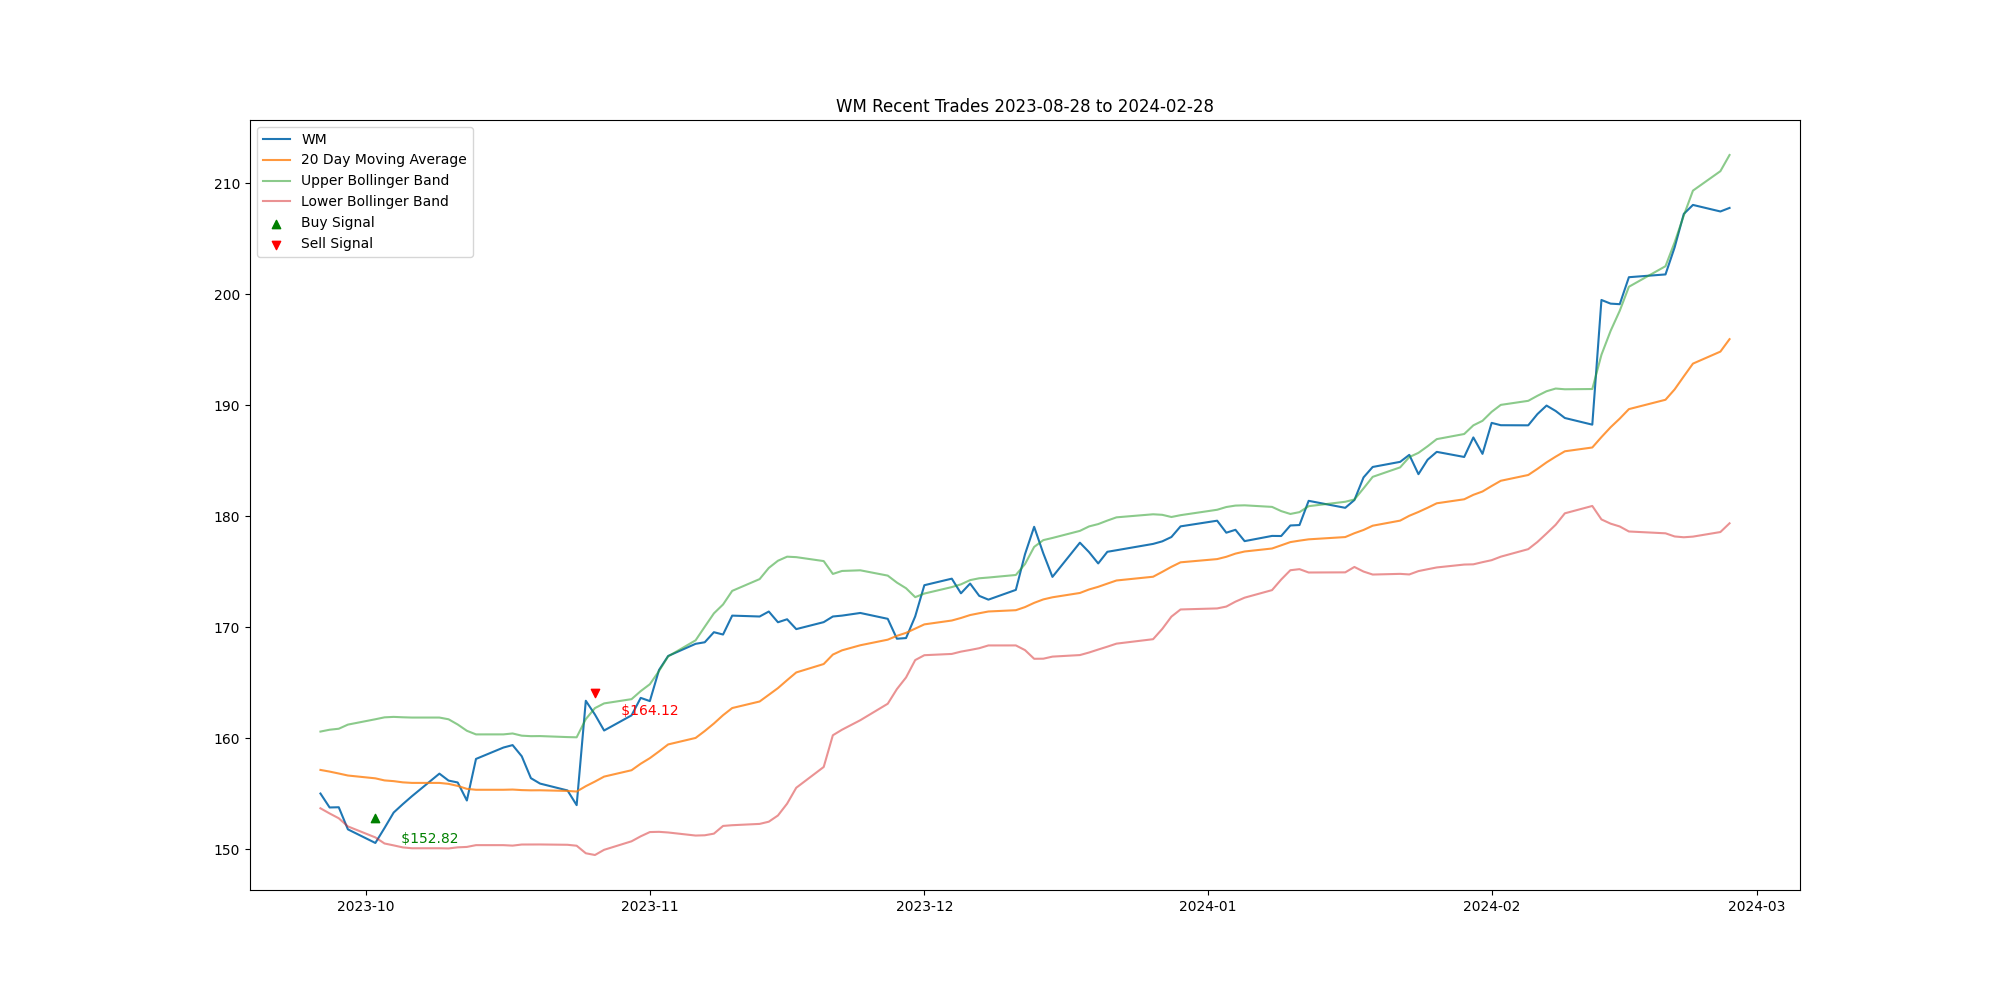 WM Recent Trades 2023-08-28 to 2024-02-28
WM
20 Day Moving Average
Upper Bollinger Band
Lower Bollinger Band
Buy Signal
Sell Signal
210
200
190
180
170
160
150
$164.12
$152.82
2023-10
2023-11
2023-12
2024-01
2024-02
2024-03